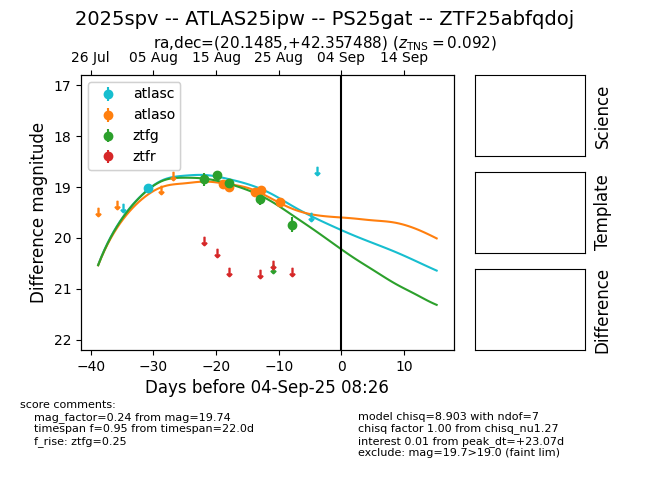 2025spv -- ATLAS25ipw -- PS25gat -- ZTF25abfqdoj
ra,dec=(20.1485,+42.357488) (zTNS = 0.092)
26 Jul 05 Aug 15 Aug 25 Aug 04 Sep 14 Sep
17
18
19
20
21
22
Difference magnitude
atlasc
atlaso
ztfg
ztfr
−40 −30 −20 −10 0 10
Days before 04-Sep-25 08:26
Science
Template
Difference
score comments:
mag_factor=0.24 from mag=19.74
timespan f=0.95 from timespan=22.0d
f_rise: ztfg=0.25
model chisq=8.903 with ndof=7
chisq factor 1.00 from chisq_nu1.27
interest 0.01 from peak_dt=+23.07d
exclude: mag=19.7>19.0 (faint lim)